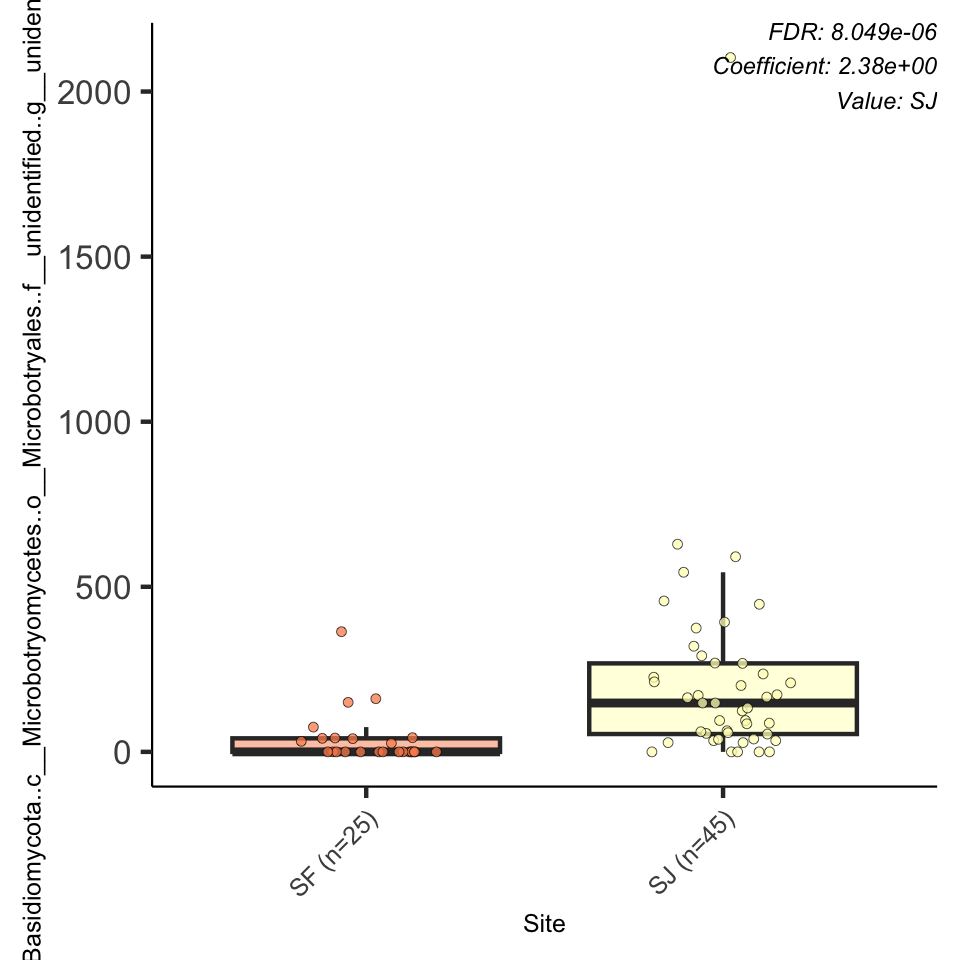 FDR: 8.049e-06
Coefficient: 2.38e+00
Value: SJ
Basidiomycota..c__Microbotryomycetes..o__Microbotryales..f__unidentified..g__uniden
2000
1500
1000
500
0
SF (n=25)
SJ (n=45)
Site